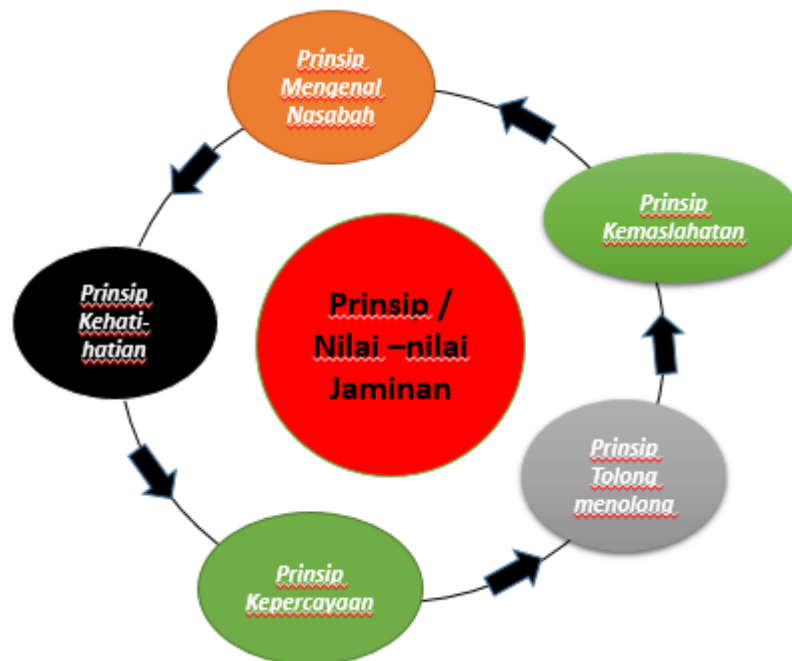 Prinsip
Mengenal
Nasabah
Prinsip
Kemaslahatan
Prinsip
Kehati-
hatian
Prinsip /
Nilai –nilai
Jaminan
Prinsip
Tolong
menolong
Prinsip
Kepercayaan